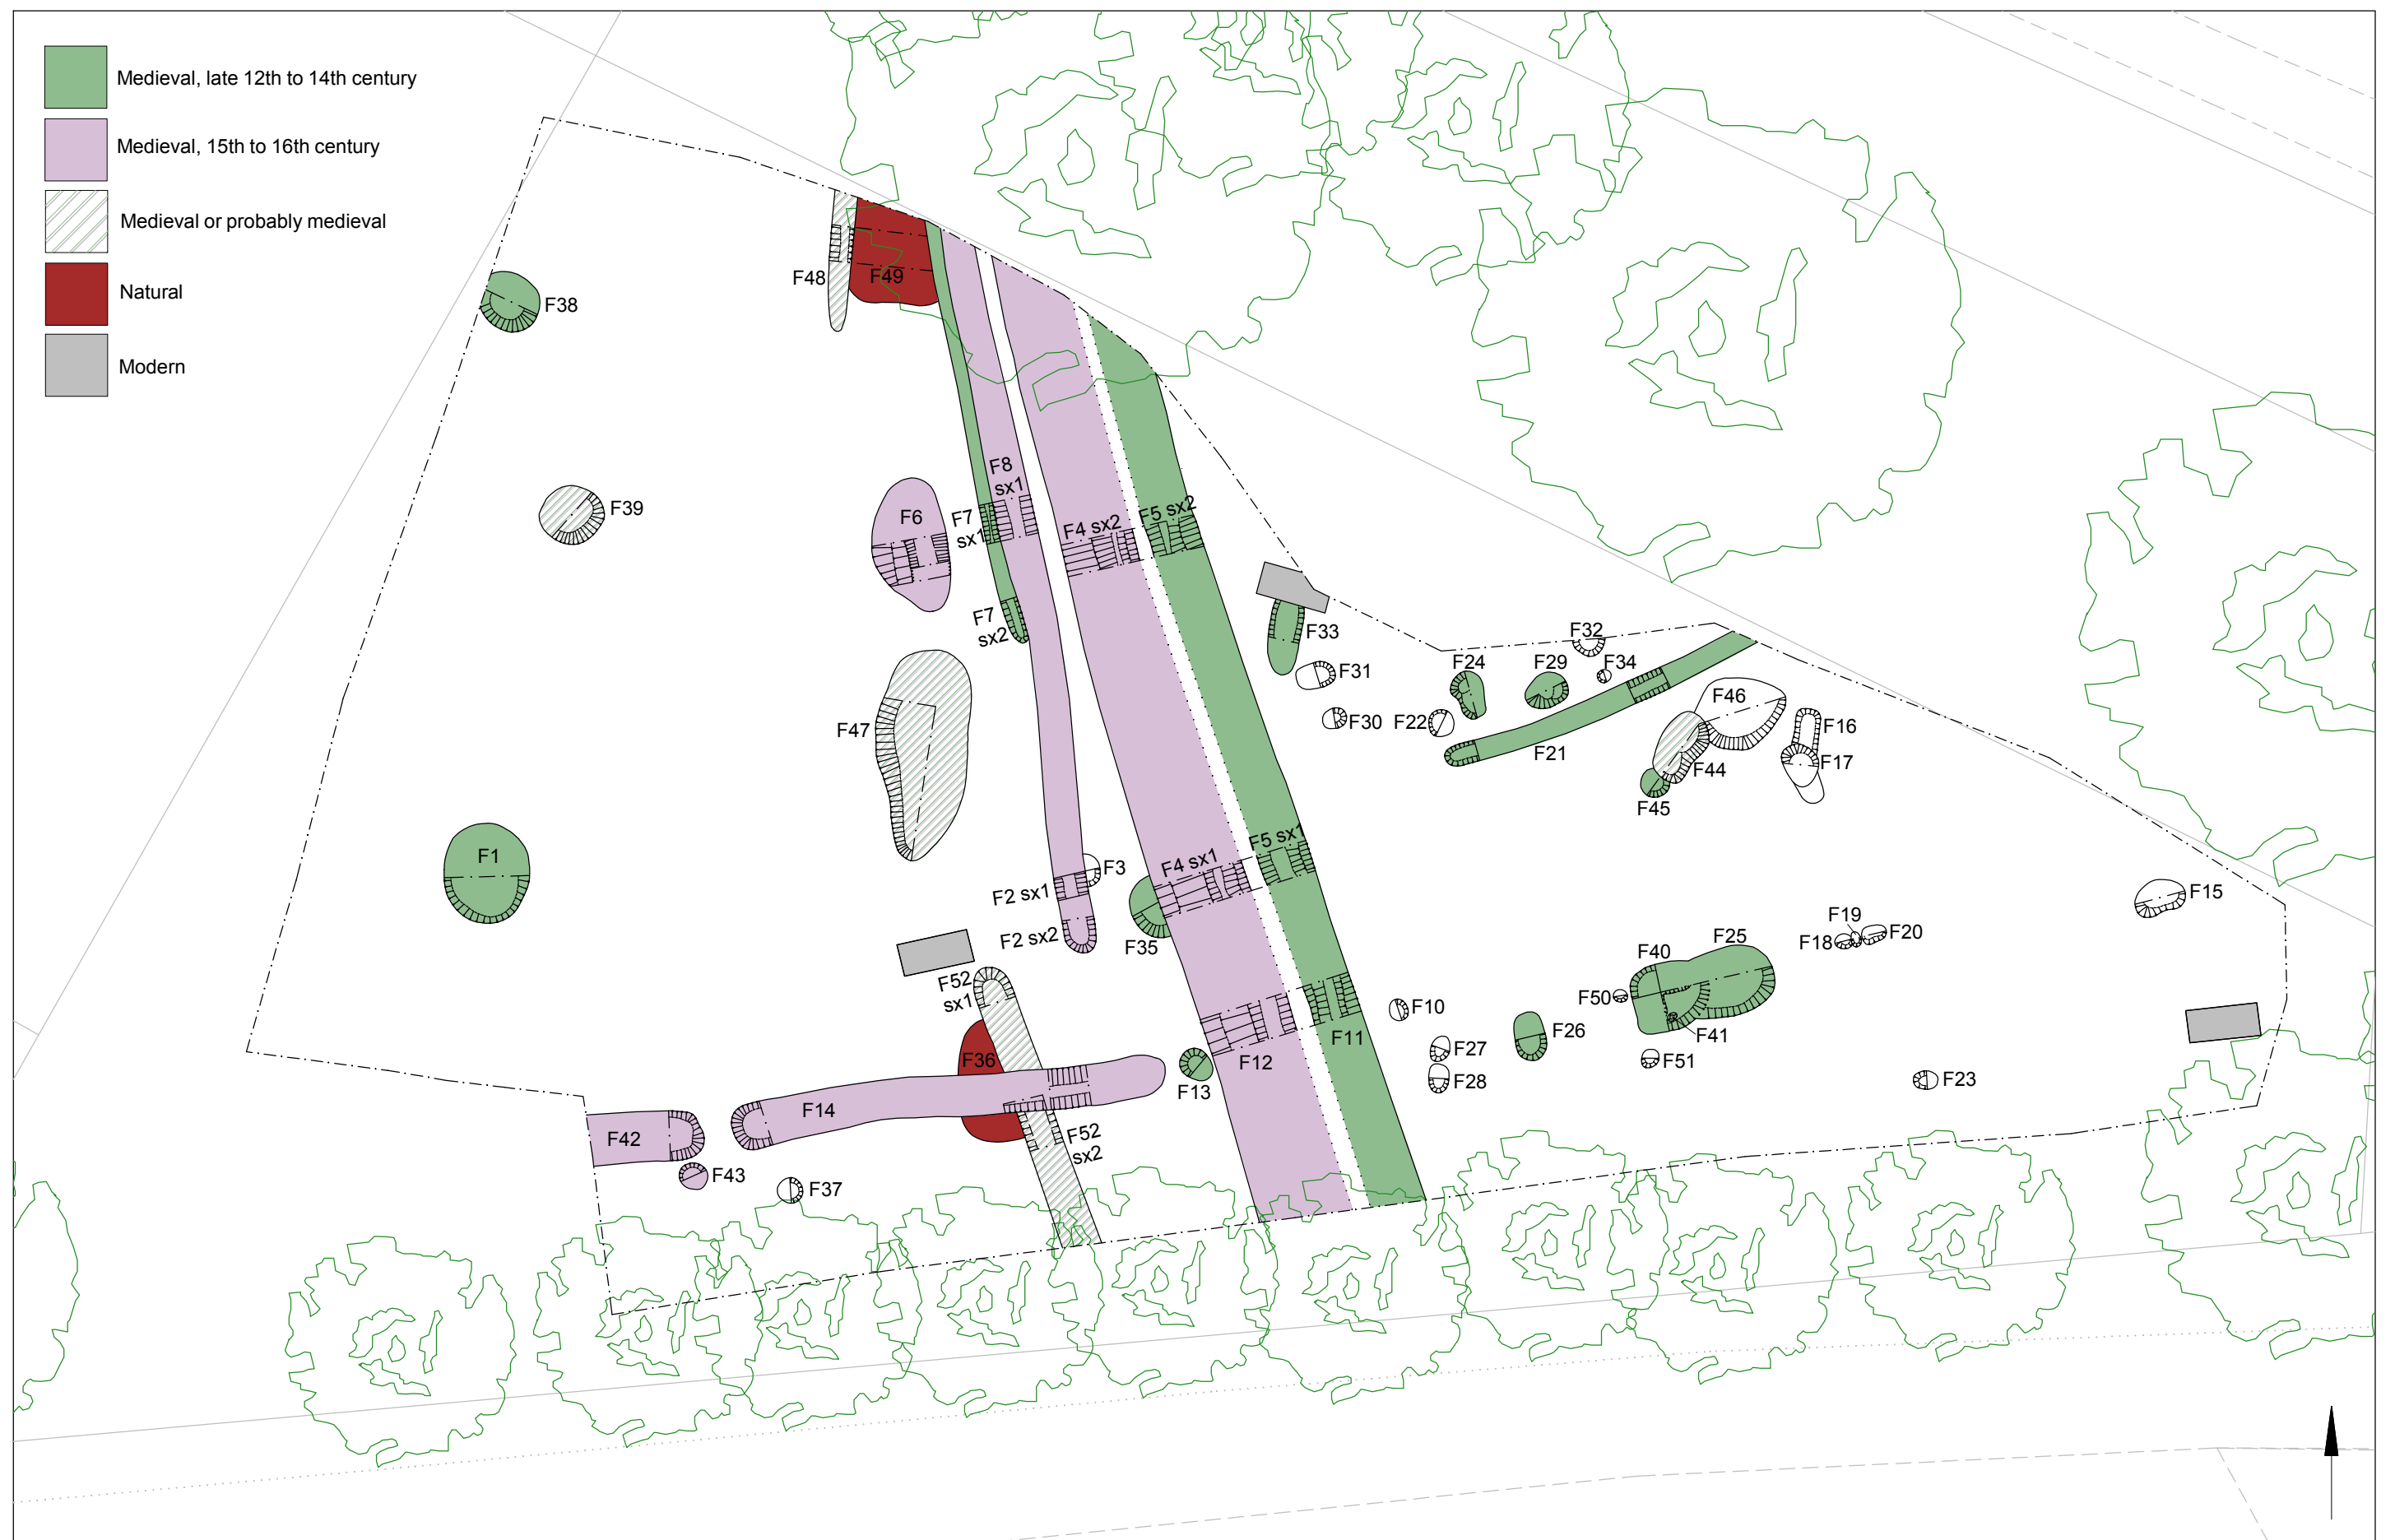 Medieval, late 12th to 14th century
Medieval, 15th to 16th century
Medieval or probably medieval
Natural
Modern
F48
F49
F38
F39
F6
F8
sx1
F7
sx1
F4 sx2
F5 sx2
F7
sx2
F33
F31
F30
F32
F24
F29
F34
F22
F21
F46
F16
F17
F44
F45
F47
F1
F3
F2 sx1
F2 sx2
F4 sx1
F5 sx1
F35
F15
F19
F18
F20
F25
F40
F50
F41
F51
F26
F10
F27
F28
F23
F52
sx1
F36
F13
F12
F11
F14
F42
F43
F37
F52
sx2